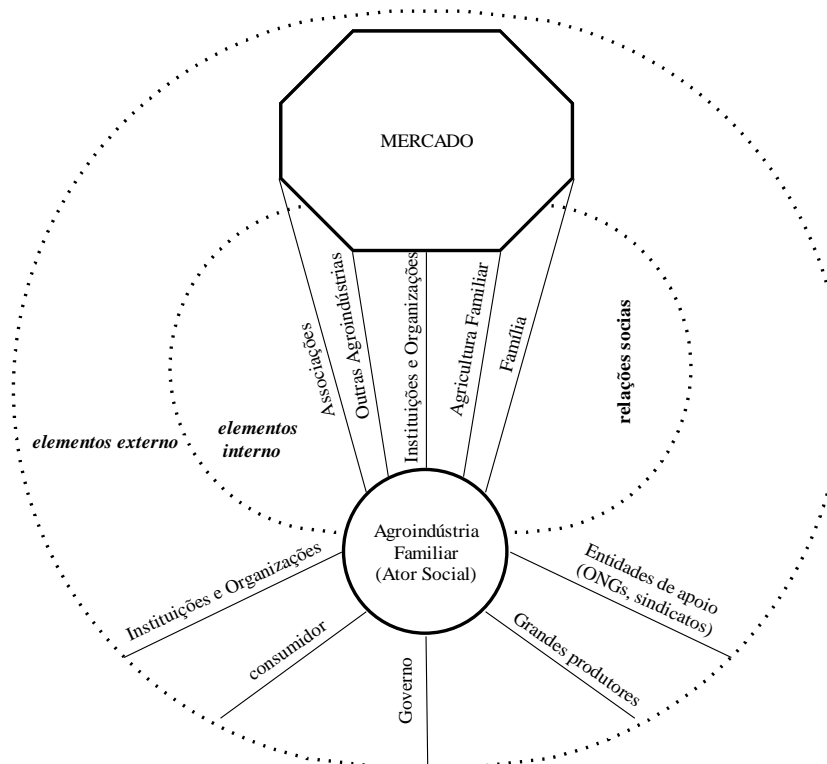 MERCADO
Associações
Outras Agroindústrias
Instituições e Organizações
Agricultura Familiar
Família
relações socias
elementos externo
elementos
interno
Agroindústria
Familiar
(Ator Social)
Instituições e Organizações
consumidor
Governo
Grandes produtores
Entidades de apoio
(ONGs, sindicatos)